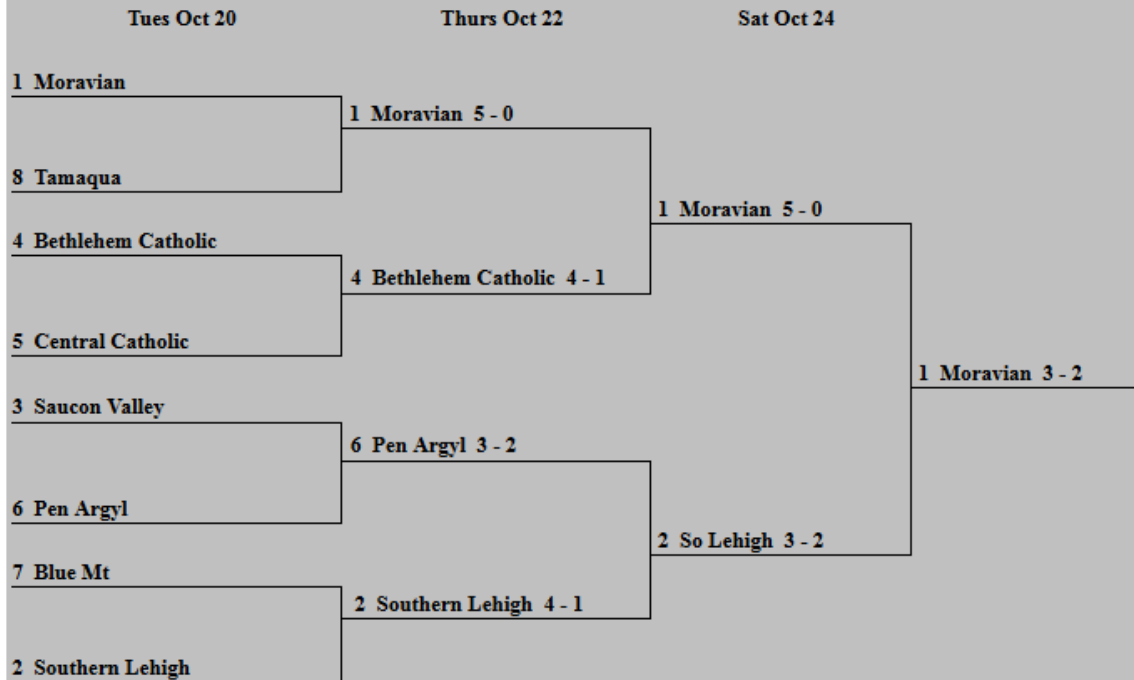 Tues Oct 20
Thurs Oct 22
Sat Oct 24
1 Moravian
1 Moravian 5 - 0
8 Tamaqua
1 Moravian 5 - 0
4 Bethlehem Catholic
4 Bethlehem Catholic 4 - 1
5 Central Catholic
1 Moravian 3 - 2
3 Saucon Valley
6 Pen Argyl 3 - 2
6 Pen Argyl
2 So Lehigh 3 - 2
7 Blue Mt
2 Southern Lehigh 4 - 1
2 Southern Lehigh